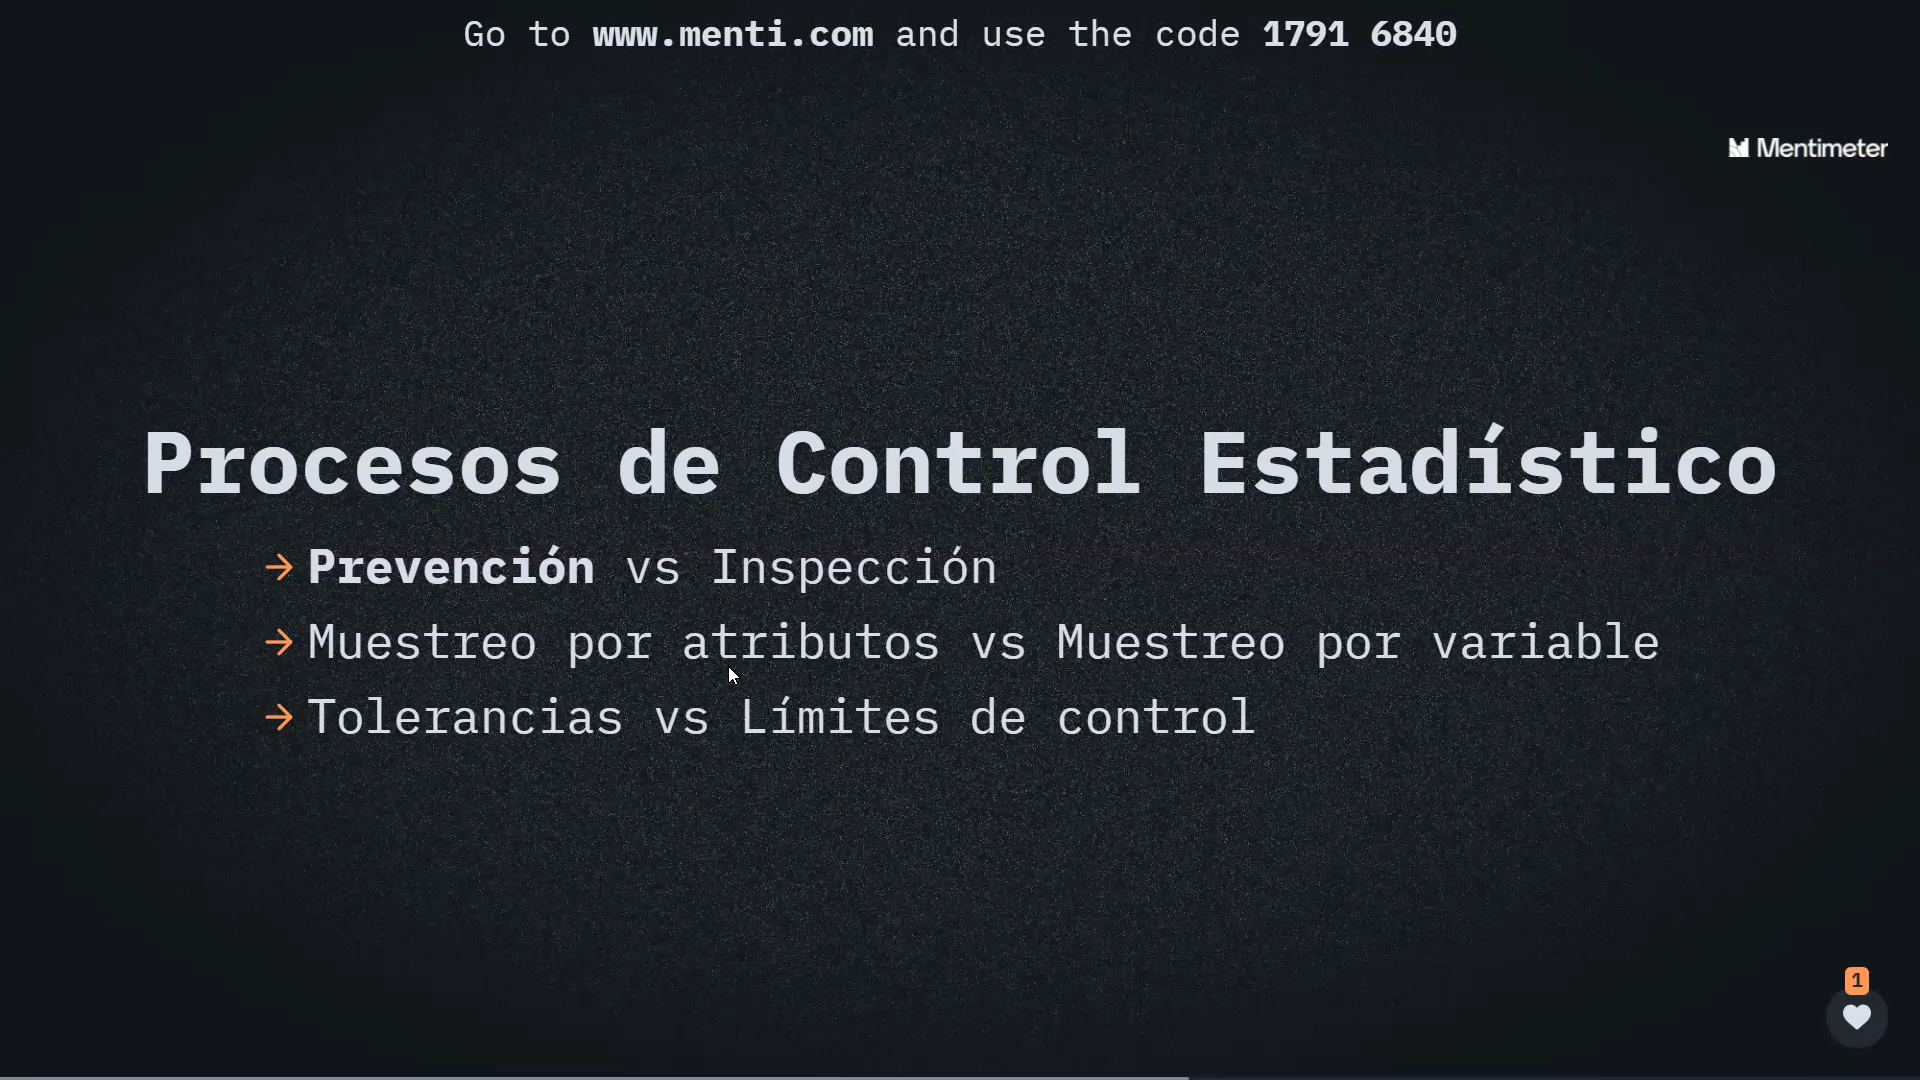 Go to www.menti.com and use the code 1791 6840
Mentimeter
Procesos de Control Estadístico
→ Prevención vs Inspección
→ Muestreo por atributos vs Muestreo por variable
→ Tolerancias vs Límites de control
1